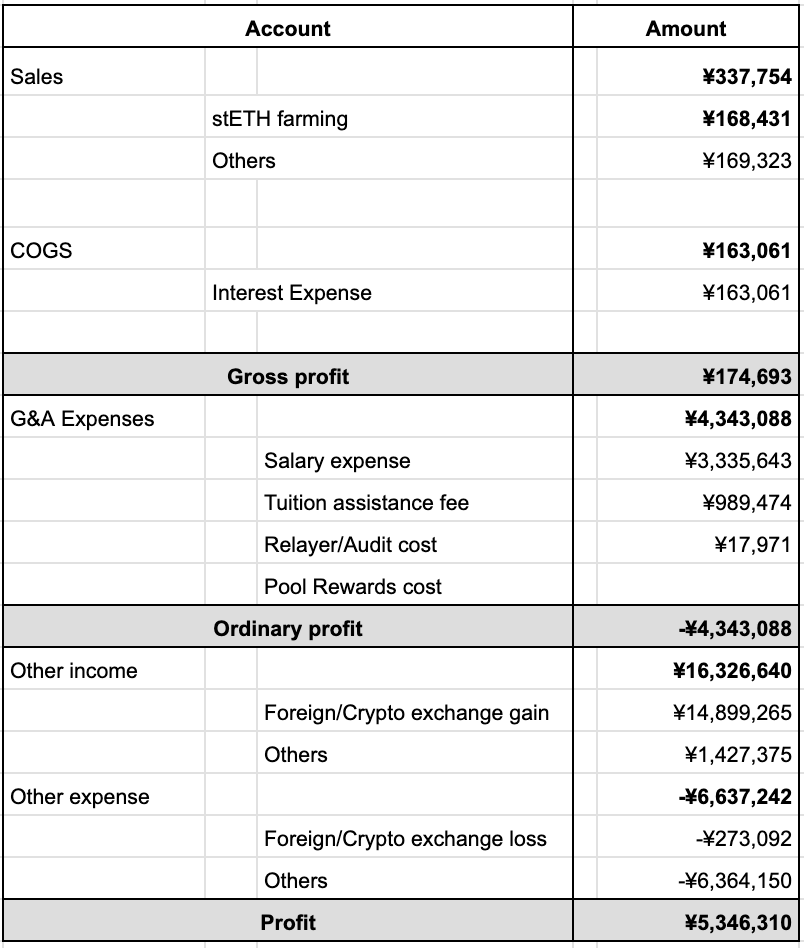 Account Amount
Sales ¥337,754
stETH farming ¥168,431
Others ¥169,323
COGS ¥163,061
Interest Expense ¥163,061
Gross profit ¥174,693
G&A Expenses ¥4,343,088
Salary expense ¥3,335,643
Tuition assistance fee ¥989,474
Relayer/Audit cost ¥17,971
Pool Rewards cost
Ordinary profit -¥4,343,088
Other income ¥16,326,640
Foreign/Crypto exchange gain ¥14,899,265
Others ¥1,427,375
Other expense -¥6,637,242
Foreign/Crypto exchange loss -¥273,092
Others -¥6,364,150
Profit ¥5,346,310